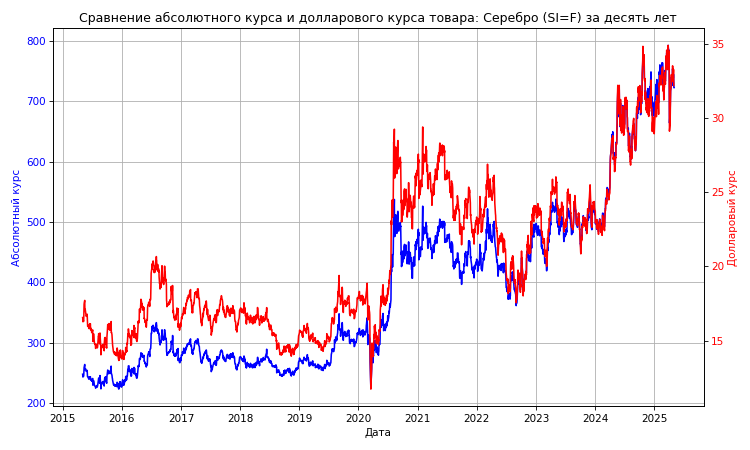 Сравнение абсолютного курса и долларового курса товара: Серебро (SI=F) за десять лет
800
700
600
500
400
300
200
Абсолютный курс
35
30
25
20
15
Долларовый курс
2015 2016 2017 2018 2019 2020 2021 2022 2023 2024 2025
Дата